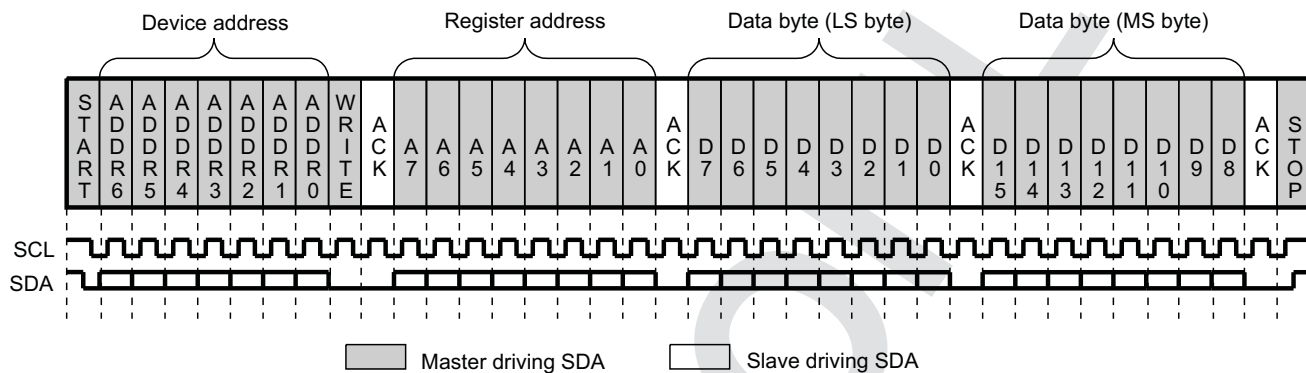 Device address
Register address
Data byte (LS byte)
Data byte (MS byte)
START
ADDR6
ADDR5
ADDR4
ADDR3
ADDR2
ADDR1
ADDR0
WRITE
ACK
A7
A6
A5
A4
A3
A2
A1
A0
ACK
D7
D6
D5
D4
D3
D2
D1
D0
ACK
D15
D14
D13
D12
D11
D10
D9
D8
ACK
STOP
SCL
SDA
Master driving SDA
Slave driving SDA